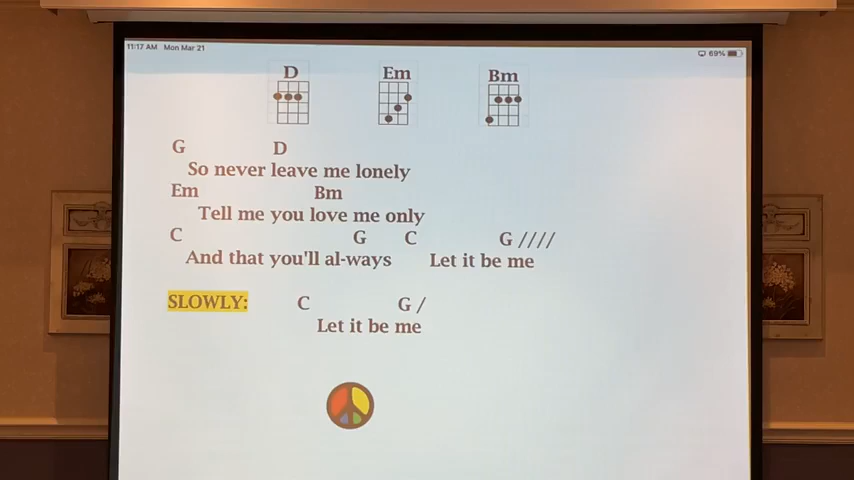 11:17 AM Mon Mar 21
69%
D Em Bm
G D
So never leave me lonely
Em Bm
Tell me you love me only
C G C G ////
And that you'll al-ways Let it be me
SLOWLY: C G /
Let it be me